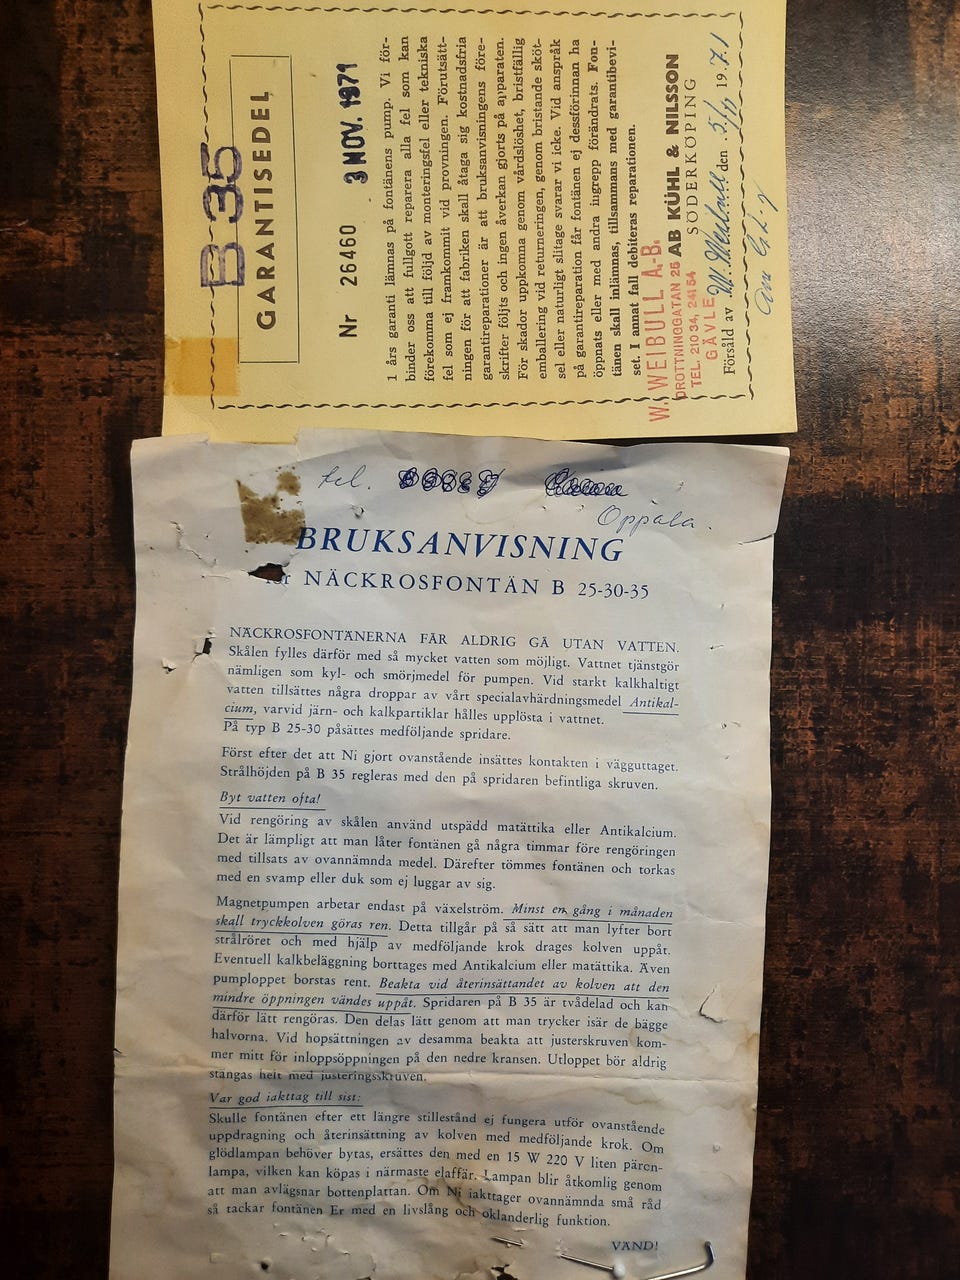 B 35
GARANTISEDEL
Nr 26460 3 NOV. 1971
1 års garanti lämnas på fontänens pump. Vi för-
binder oss att fullgott reparera alla fel som kan
förekomma till följd av monteringsfel eller tekniska
fel som ej framkommit vid provningen. Förutsätt-
ningen för att fabriken skall åtaga sig kostnadsfria
garantireparationer är att bruksanvisningens före-
skrifter följts och ingen åverkan gjorts på apparaten.
För skador uppkomna genom vårdslöshet, bristfällig
emballering vid returneringen, genom bristande sköt-
sel eller naturligt slitage svarar vi icke. Vid anspråk
på garantireparation får fontänen ej dessförinnan ha
öppnats eller med andra ingrepp förändrats. Fon-
tänen skall inlämnas, tillsammans med garantibevi-
set. I annat fall debiteras reparationen.
W. WEIBULL A.-B.
DROTTNINGGATAN 25
TEL. 210 34, 241 54
GÄVLE
AB KÜHL & NILSSON
SÖDERKÖPING
Försåld av W. Weibull den 5/11 1971
tel.
Oppala.
BRUKSANVISNING
för NÄCKROSFONTÄN B 25-30-35
NÄCKROSFONTÄNERNA FÅR ALDRIG GÅ UTAN VATTEN.
Skålen fylles därför med så mycket vatten som möjligt. Vattnet tjänstgör
nämligen som kyl- och smörjmedel för pumpen. Vid starkt kalkhaltigt
vatten tillsättes några droppar av vårt specialavhärdningsmedel Antikal-
cium, varvid järn- och kalkpartiklar hålles upplösta i vattnet.
På typ B 25-30 påsättes medföljande spridare.
Först efter det att Ni gjort ovanstående insättes kontakten i vägguttaget.
Strålhöjden på B 35 regleras med den på spridaren befintliga skruven.
Byt vatten ofta!
Vid rengöring av skålen använd utspädd matättika eller Antikalcium.
Det är lämpligt att man låter fontänen gå några timmar före rengöringen
med tillsats av ovannämnda medel. Därefter tömmes fontänen och torkas
med en svamp eller duk som ej luggar av sig.
Magnetpumpen arbetar endast på växelström. Minst en gång i månaden
skall tryckkolven göras ren. Detta tillgår på så sätt att man lyfter bort
strålröret och med hjälp av medföljande krok drages kolven uppåt.
Eventuell kalkbeläggning borttages med Antikalcium eller matättika. Även
pumploppet borstas rent. Beakta vid återinsättandet av kolven att den
mindre öppningen vändes uppåt. Spridaren på B 35 är tvådelad och kan
därför lätt rengöras. Den delas lätt genom att man trycker isär de bägge
halvorna. Vid hopsättningen av desamma beakta att justerskruven kom-
mer mitt för inloppsöppningen på den nedre kransen. Utloppet bör aldrig
stängas helt med justeringsskruven.
Var god iakttag till sist:
Skulle fontänen efter ett längre stillestånd ej fungera utför ovanstående
uppdragning och återinsättning av kolven med medföljande krok. Om
glödlampan behöver bytas, ersättes den med en 15 W 220 V liten päron-
lampa, vilken kan köpas i närmaste elaffär. Lampan blir åtkomlig genom
att man avlägsnar bottenplattan. Om Ni iakttager ovannämnda små råd
så tackar fontänen Er med en livslång och oklanderlig funktion.
VÄND!